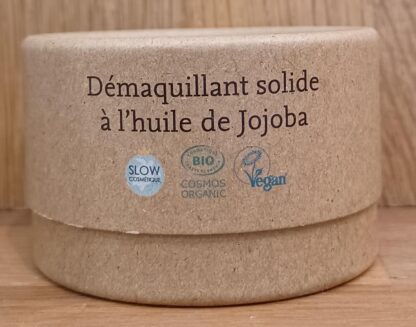 Démaquillant solide
à l'huile de Jojoba
SLOW
COSMÉTIQUE
BIO
COSMOS
ORGANIC
Vegan